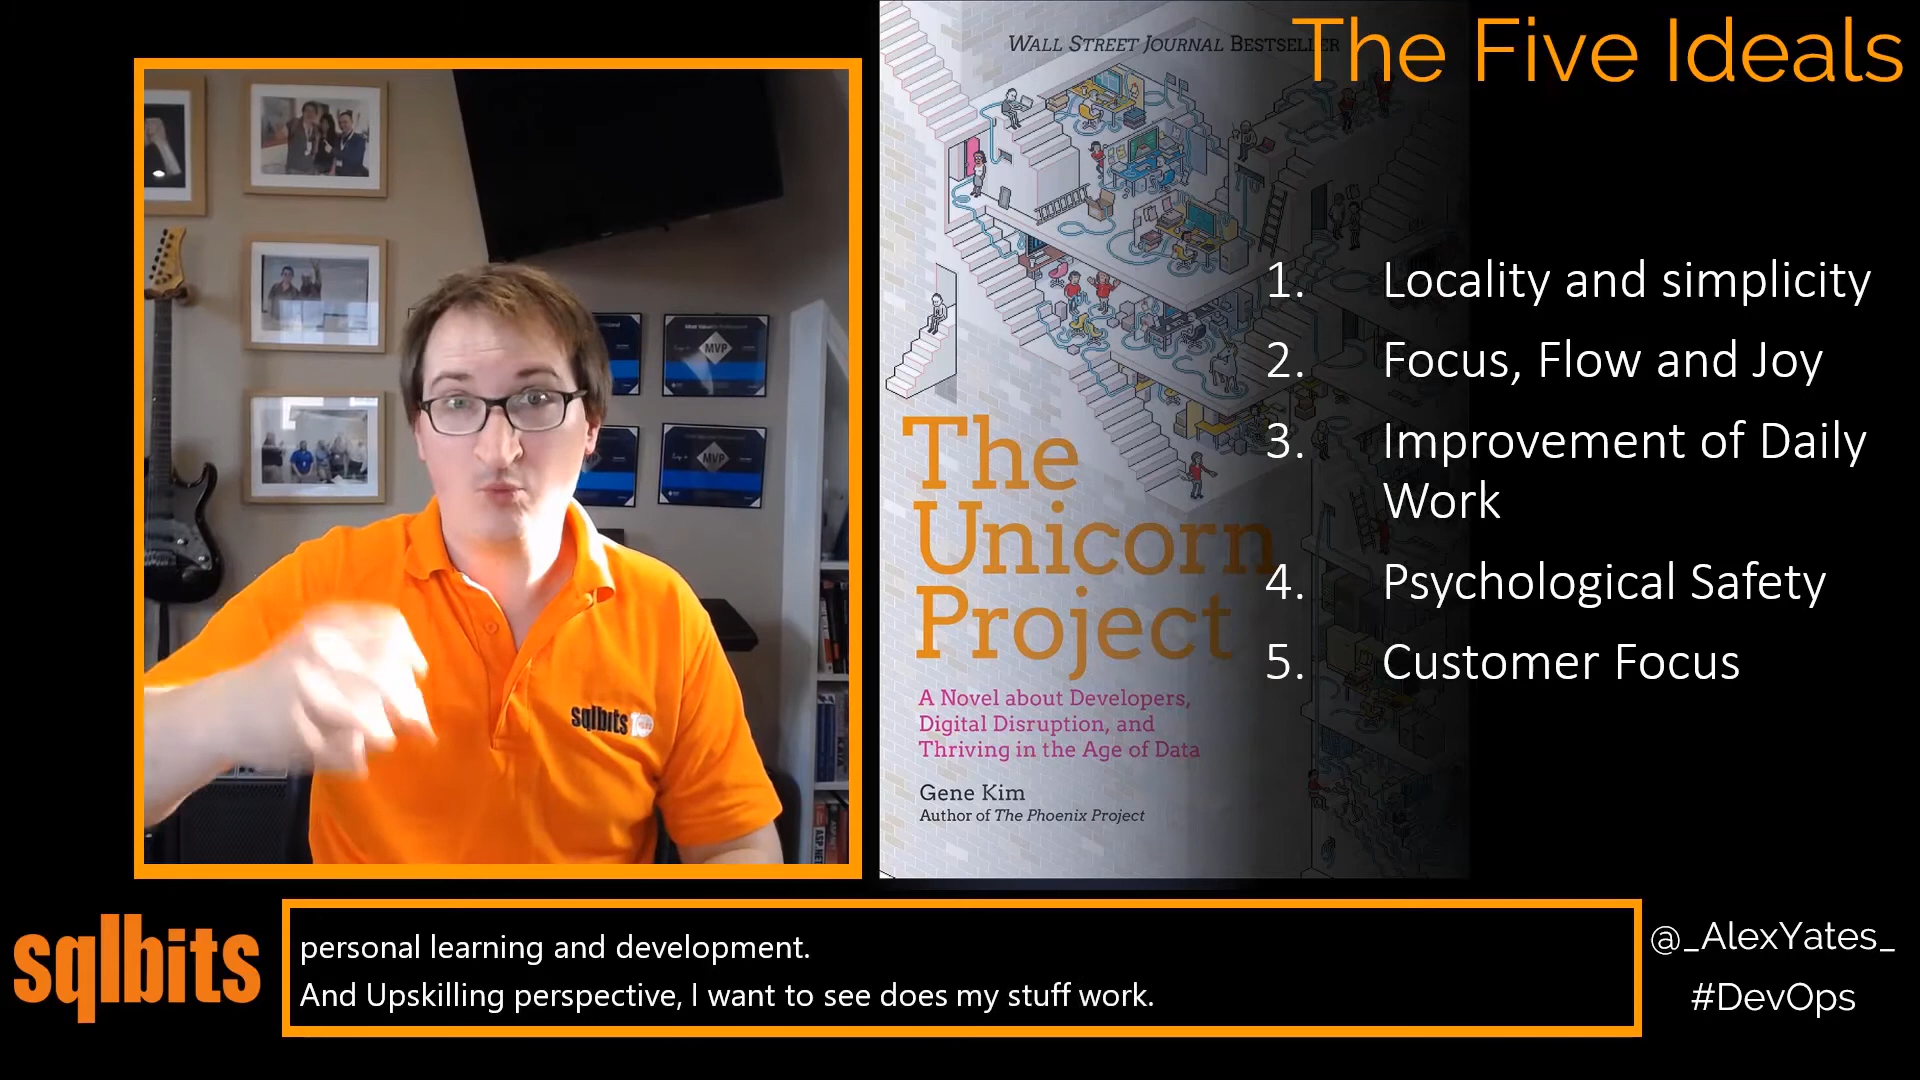 The Five Ideals
WALL STREET JOURNAL BESTSELLER
1. Locality and simplicity
2. Focus, Flow and Joy
3. Improvement of Daily
Work
4. Psychological Safety
5. Customer Focus
The
Unicorn
Project
A Novel about Developers,
Digital Disruption, and
Thriving in the Age of Data
Gene Kim
Author of The Phoenix Project
MVP
MVP
sqlbits
ASP.NET
sqlbits
personal learning and development.
And Upskilling perspective, I want to see does my stuff work.
@_AlexYates_
#DevOps